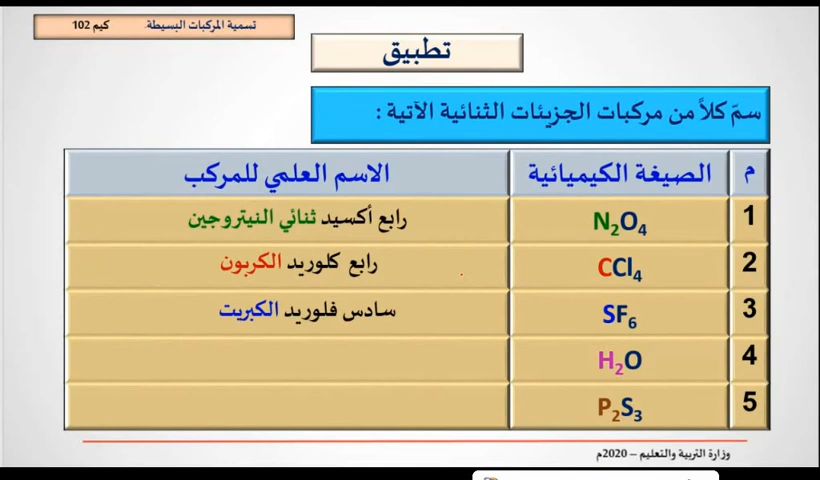 تسمية المركبات البسيطة. كيم 102
تطبيق
سمّ كلاً من مركبات الجزيئات الثنائية الآتية :
م الصيغة الكيميائية الاسم العلمي للمركب
1 N₂O₄ رابع أكسيد ثنائي النيتروجين
2 CCl₄ رابع كلوريد الكربون
3 SF₆ سادس فلوريد الكبريت
4 H₂O
5 P₂S₃
وزارة التربية والتعليم – 2020م